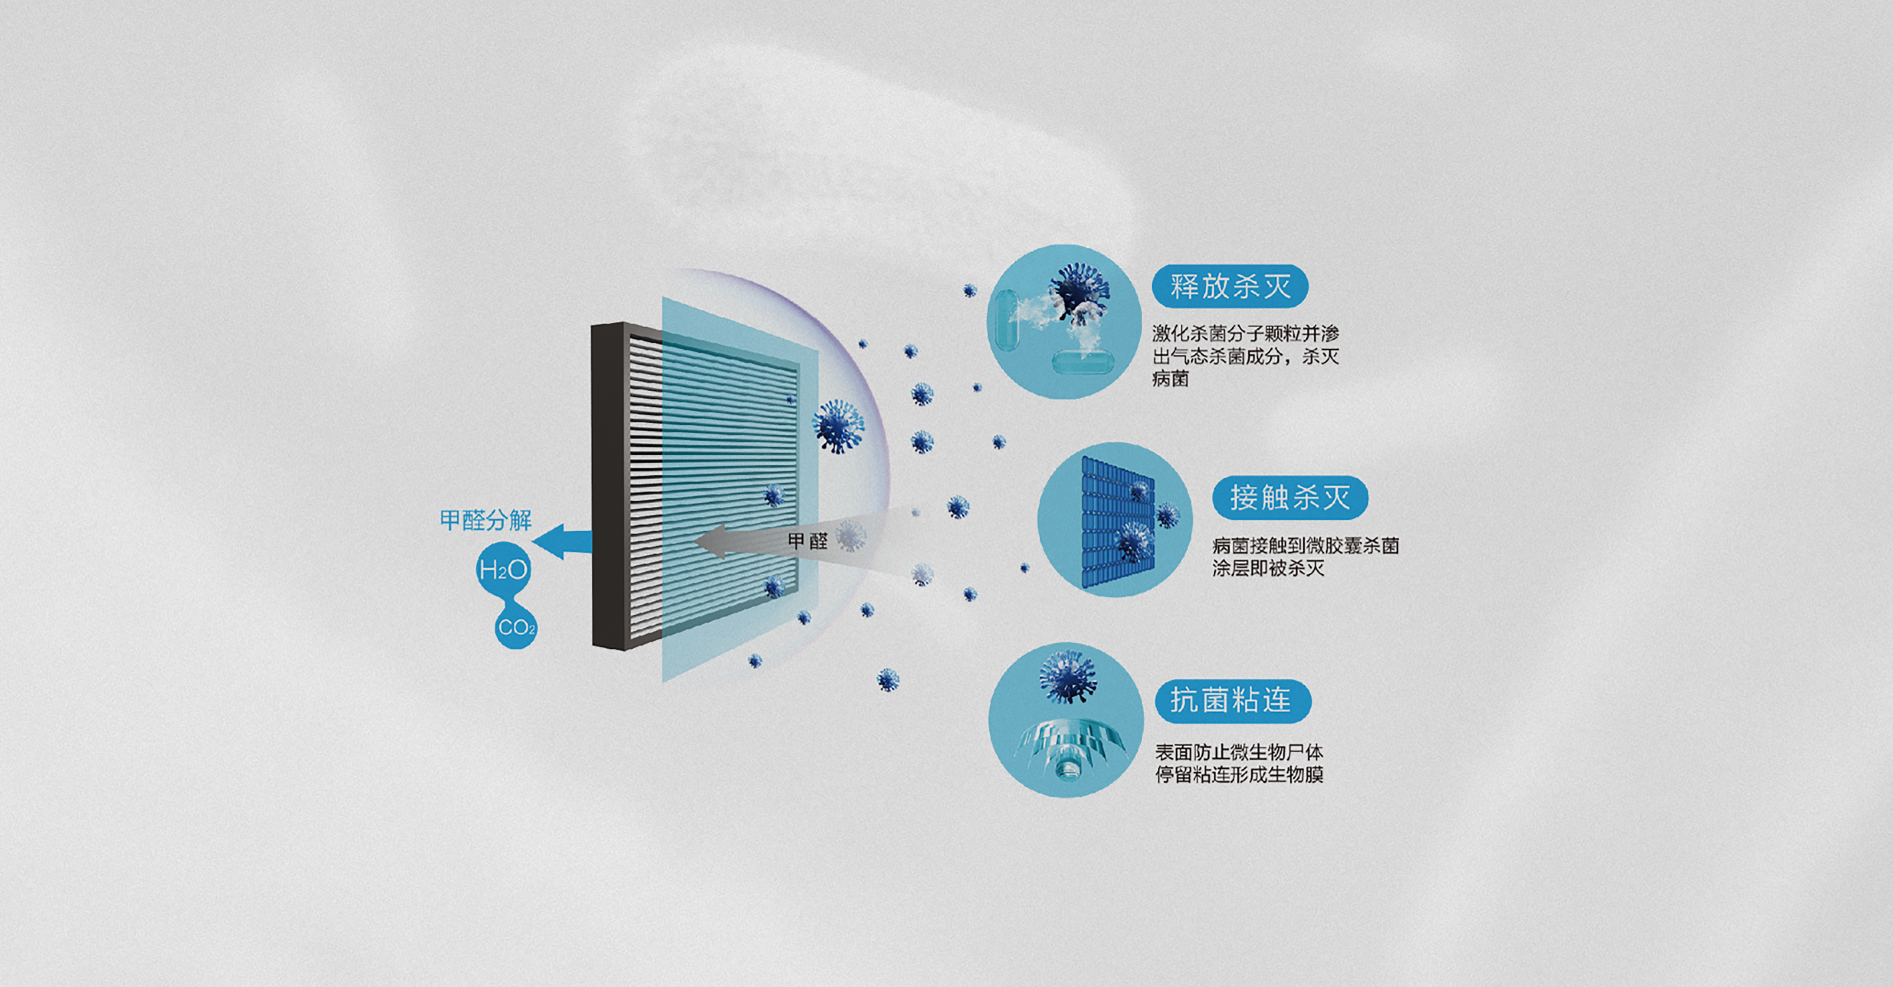 释放杀灭
激化杀菌分子颗粒并渗
出气态杀菌成分，杀灭
病菌
接触杀灭
病菌接触到微胶囊杀菌
涂层即被杀灭
甲醛分解
H₂O
CO₂
甲醛
抗菌粘连
表面防止微生物尸体
停留粘连形成生物膜